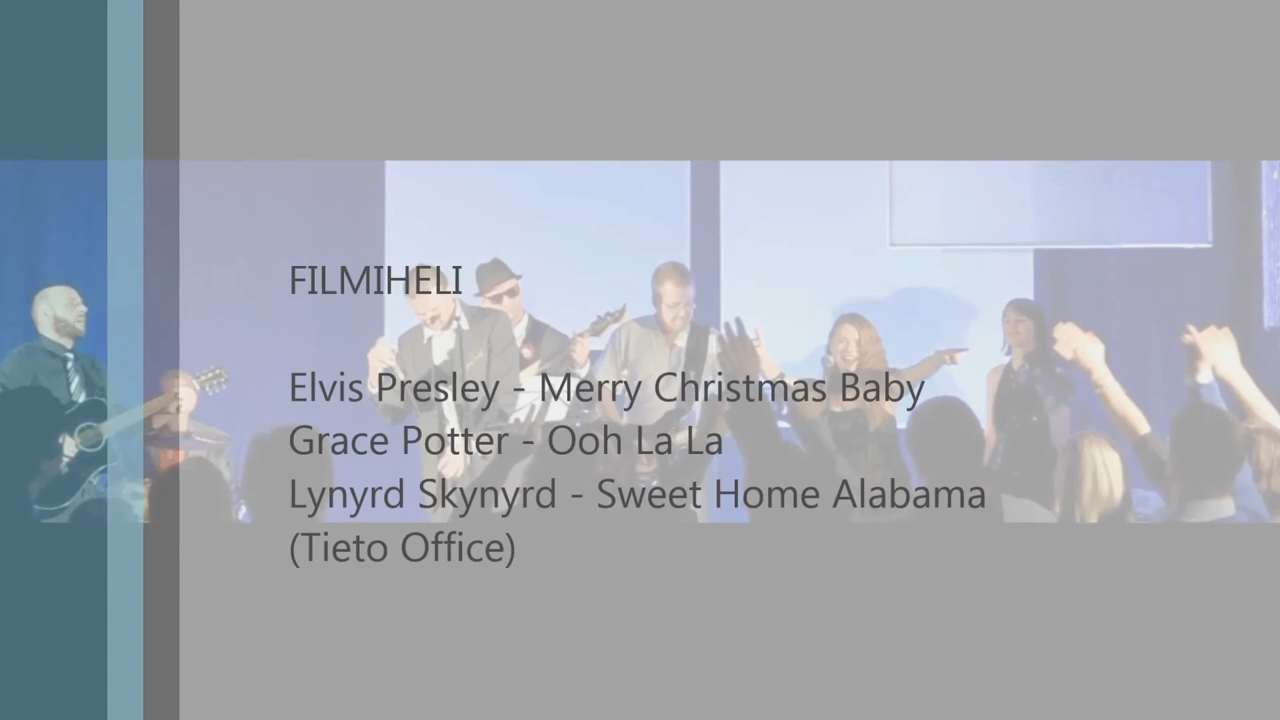 FILMIHELI
Elvis Presley - Merry Christmas Baby
Grace Potter - Ooh La La
Lynyrd Skynyrd - Sweet Home Alabama
(Tieto Office)